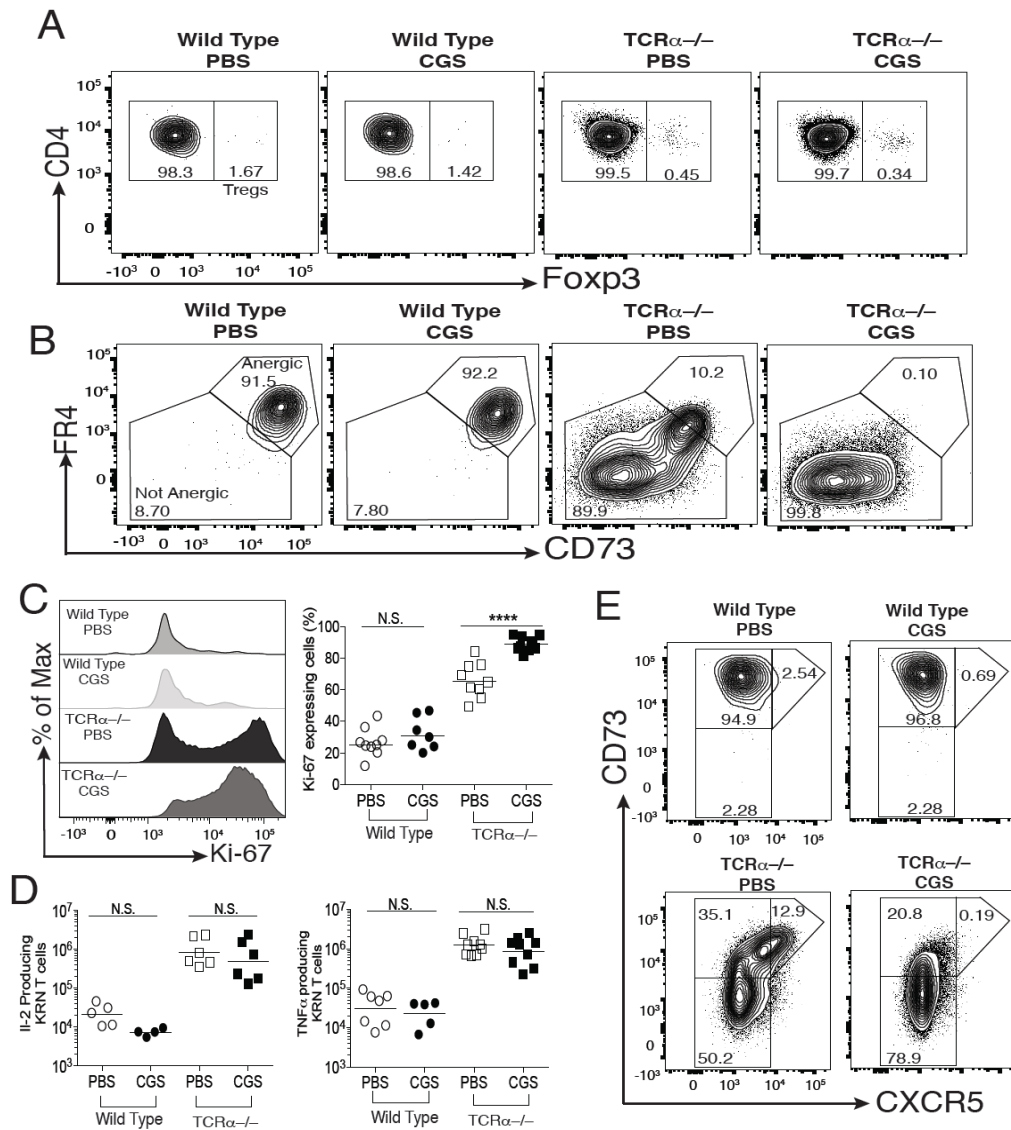 A
Wild Type
PBS
Wild Type
CGS
TCRα–/–
PBS
TCRα–/–
CGS
CD4
10⁵
10⁴
10³
0
98.3
1.67
Tregs
98.6
1.42
99.5
0.45
99.7
0.34
-10³ 0 10³ 10⁴ 10⁵
Foxp3
B
Wild Type
PBS
Wild Type
CGS
TCRα–/–
PBS
TCRα–/–
CGS
FR4
10⁵
10⁴
10³
0
Anergic
91.5
Not Anergic
8.70
92.2
7.80
10.2
89.9
0.10
99.8
-10³ 0 10³ 10⁴ 10⁵
CD73
C
% of Max
Wild Type
PBS
Wild Type
CGS
TCRα–/–
PBS
TCRα–/–
CGS
0 10³ 10⁴ 10⁵
Ki-67
Ki-67 expressing cells (%)
100
80
60
40
20
0
N.S.
****
PBS CGS PBS CGS
Wild Type TCRα–/–
D
Il-2 Producing
KRN T cells
10⁷
10⁶
10⁵
10⁴
10³
N.S. N.S.
PBS CGS PBS CGS
Wild Type TCRα–/–
TNFα Producing
KRN T cells
10⁷
10⁶
10⁵
10⁴
10³
N.S. N.S.
PBS CGS PBS CGS
Wild Type TCRα–/–
E
Wild Type
PBS
Wild Type
CGS
CD73
10⁵
10⁴
10³
0
-10³
2.54
94.9
2.28
0.69
96.8
2.28
TCRα–/–
PBS
TCRα–/–
CGS
10⁵
10⁴
10³
0
-10³
35.1
12.9
50.2
20.8
0.19
78.9
10³ 10⁴ 10⁵
10³ 10⁴ 10⁵
CXCR5